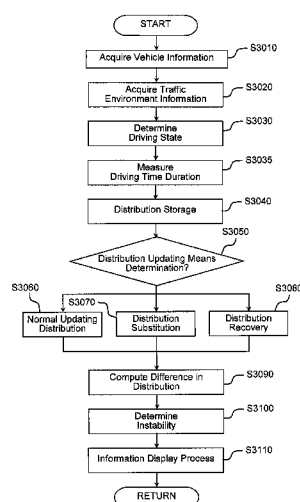 START
S3010
Acquire Vehicle Information
S3020
Acquire Traffic
Environment Information
S3030
Determine
Driving State
S3035
Measure
Driving Time Duration
S3040
Distribution Storage
S3050
Distribution Updating Means
Determination?
S3060
Normal Updating
Distribution
S3070
Distribution
Substitution
S3080
Distribution
Recovery
S3090
Compute Difference in
Distribution
S3100
Determine
Instability
S3110
Information Display Process
RETURN